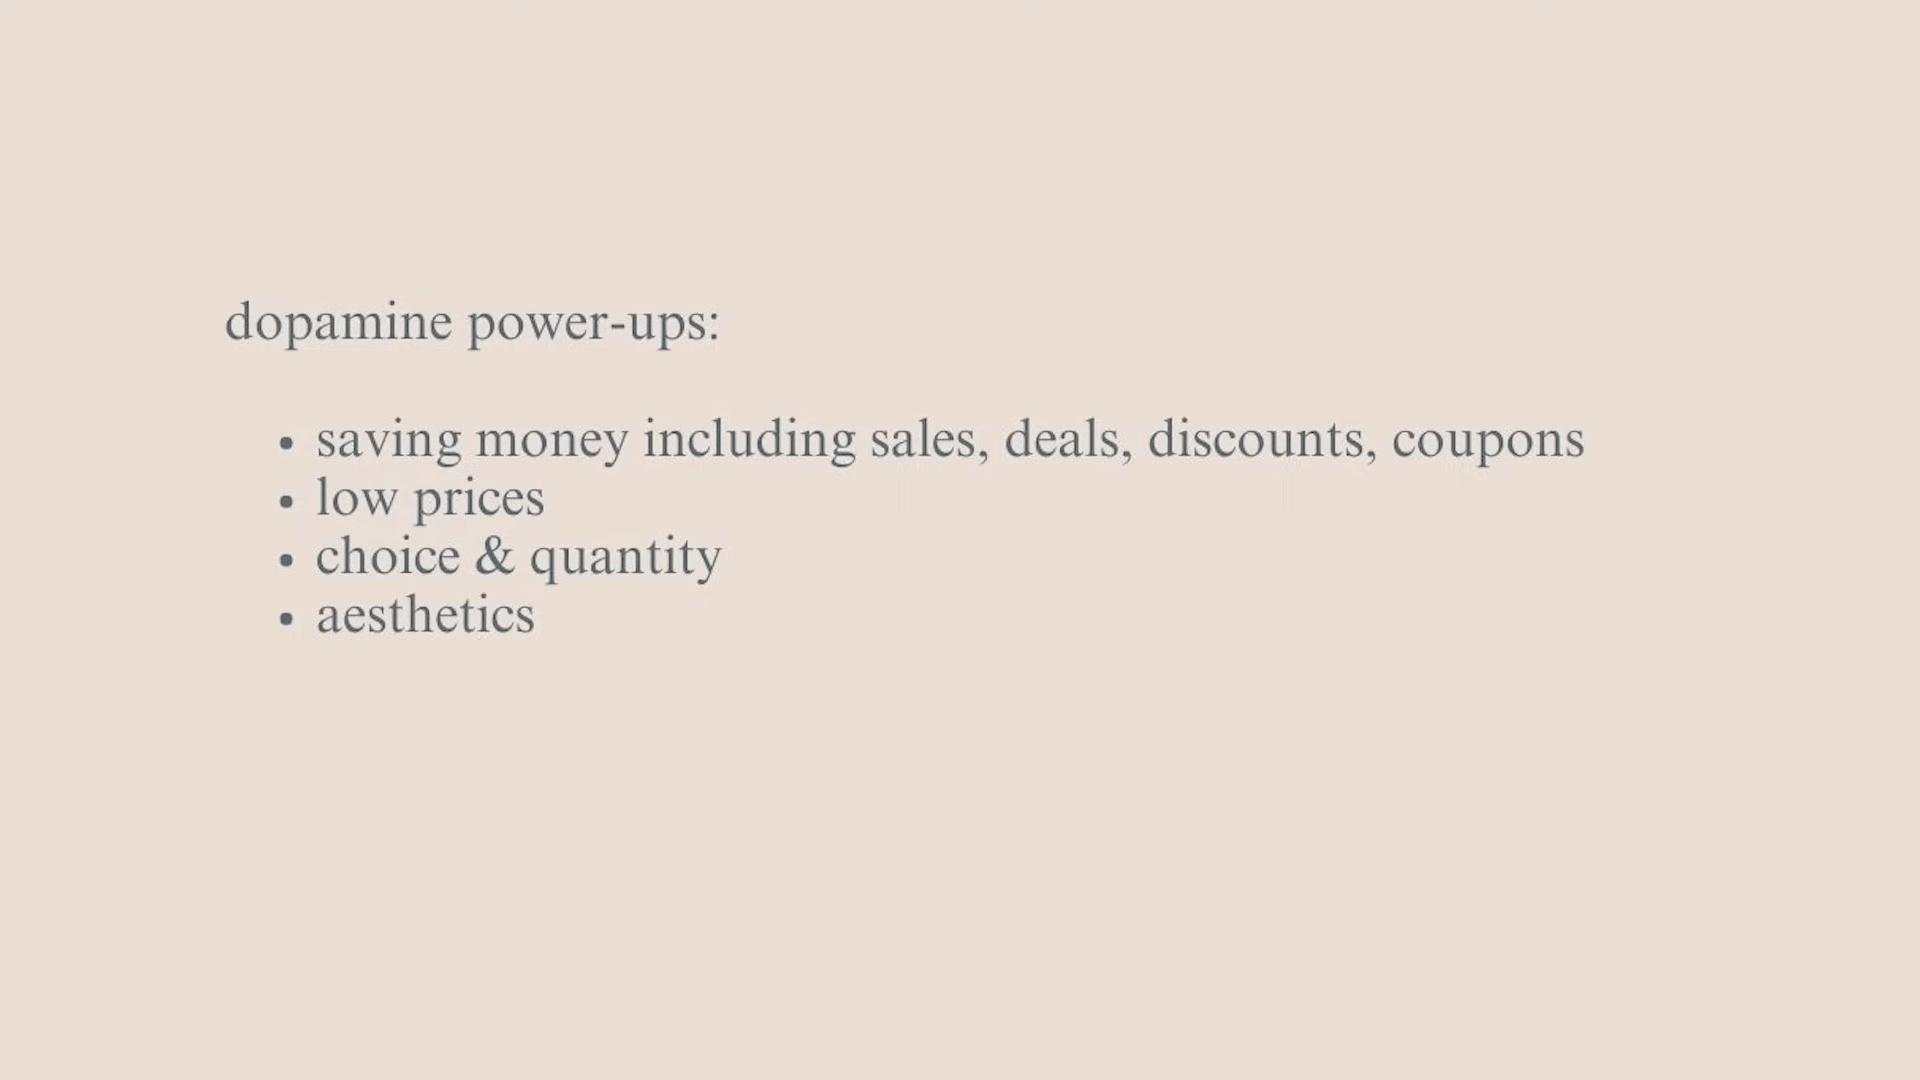 dopamine power-ups:
• saving money including sales, deals, discounts, coupons
• low prices
• choice & quantity
• aesthetics